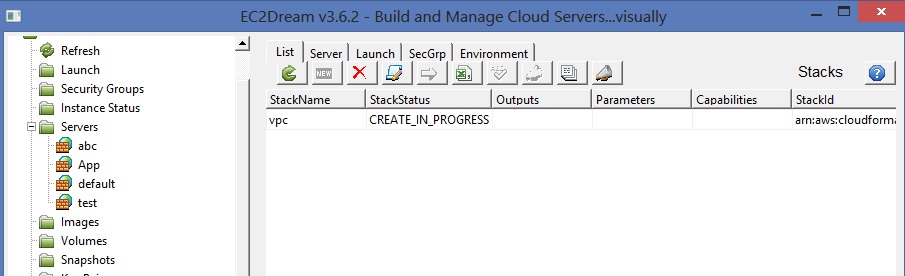 EC2Dream v3.6.2 - Build and Manage Cloud Servers...visually
Refresh
Launch
Security Groups
Instance Status
Servers
abc
App
default
test
Images
Volumes
Snapshots
List Server Launch SecGrp Environment
NEW
Stacks
StackName StackStatus Outputs Parameters Capabilities StackId
vpc CREATE_IN_PROGRESS arn:aws:cloudforma